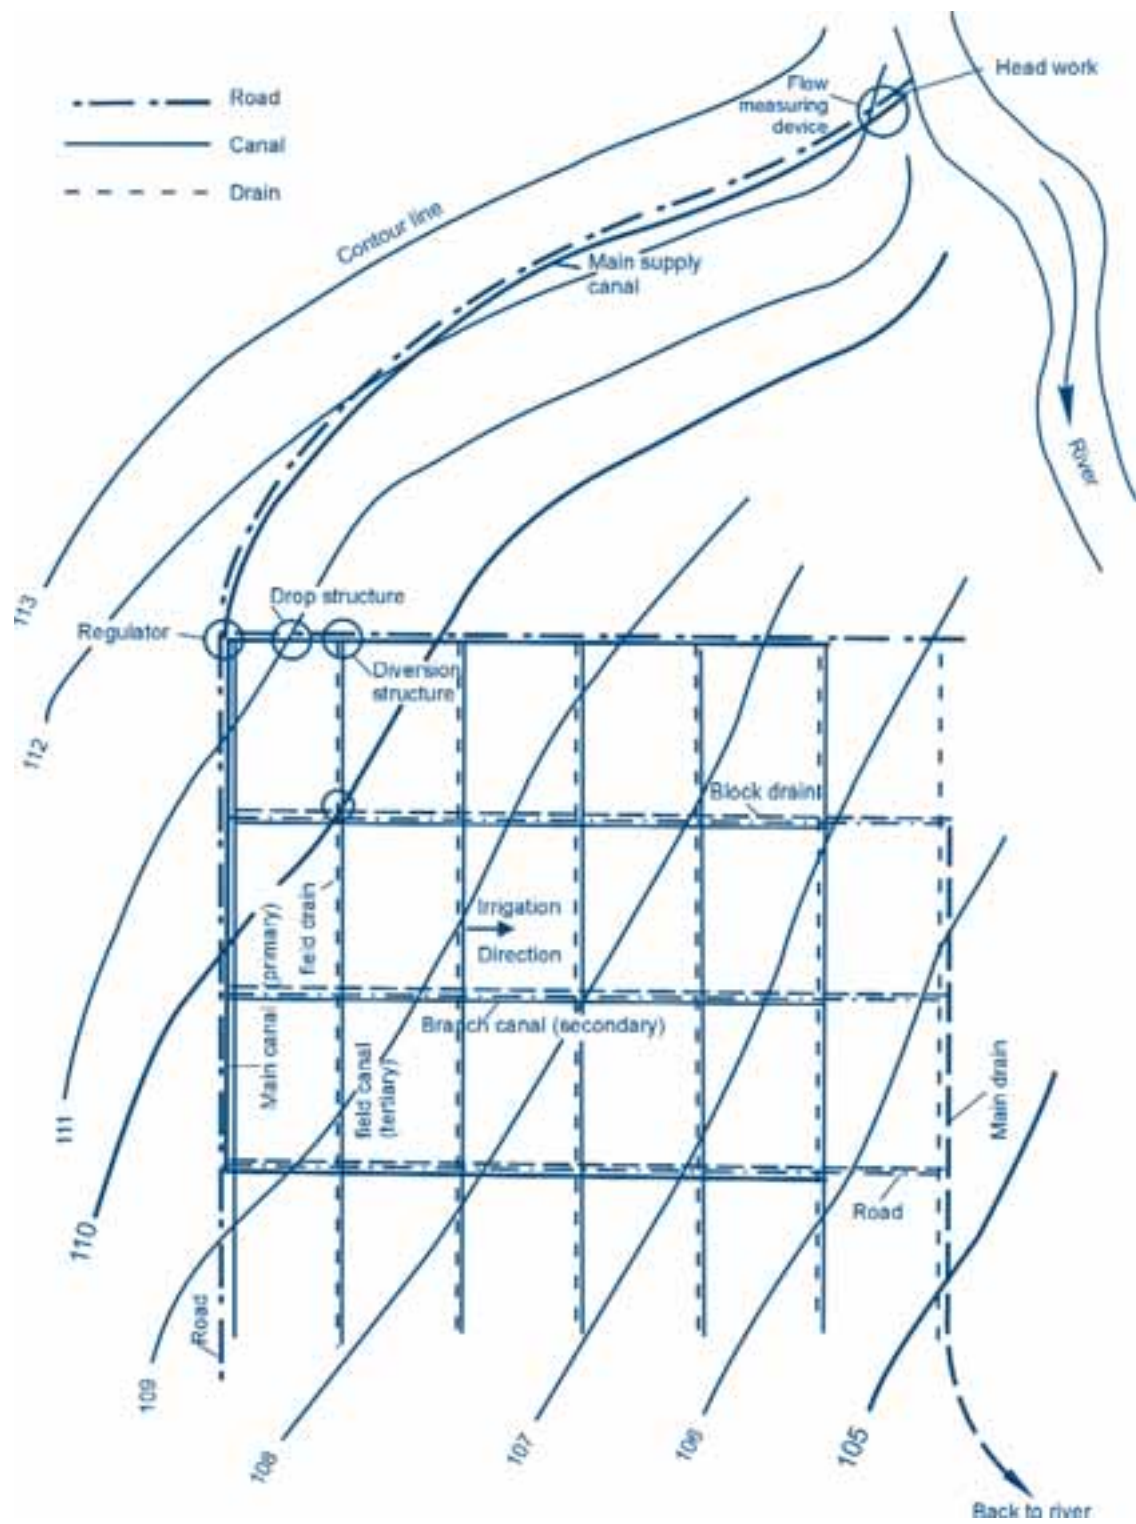 Road
Canal
Drain
Flow
measuring
device
Head work
Contour line
Main supply
canal
River
113
Drop structure
Regulator
Diversion
structure
112
Block draint
field drain
Main canal (primary)
Irrigation
Direction
Branch canal (secondary)
field canal
(tertiary)
Main drain
111
110
Road
Road
109
108
107
106
105
Back to river